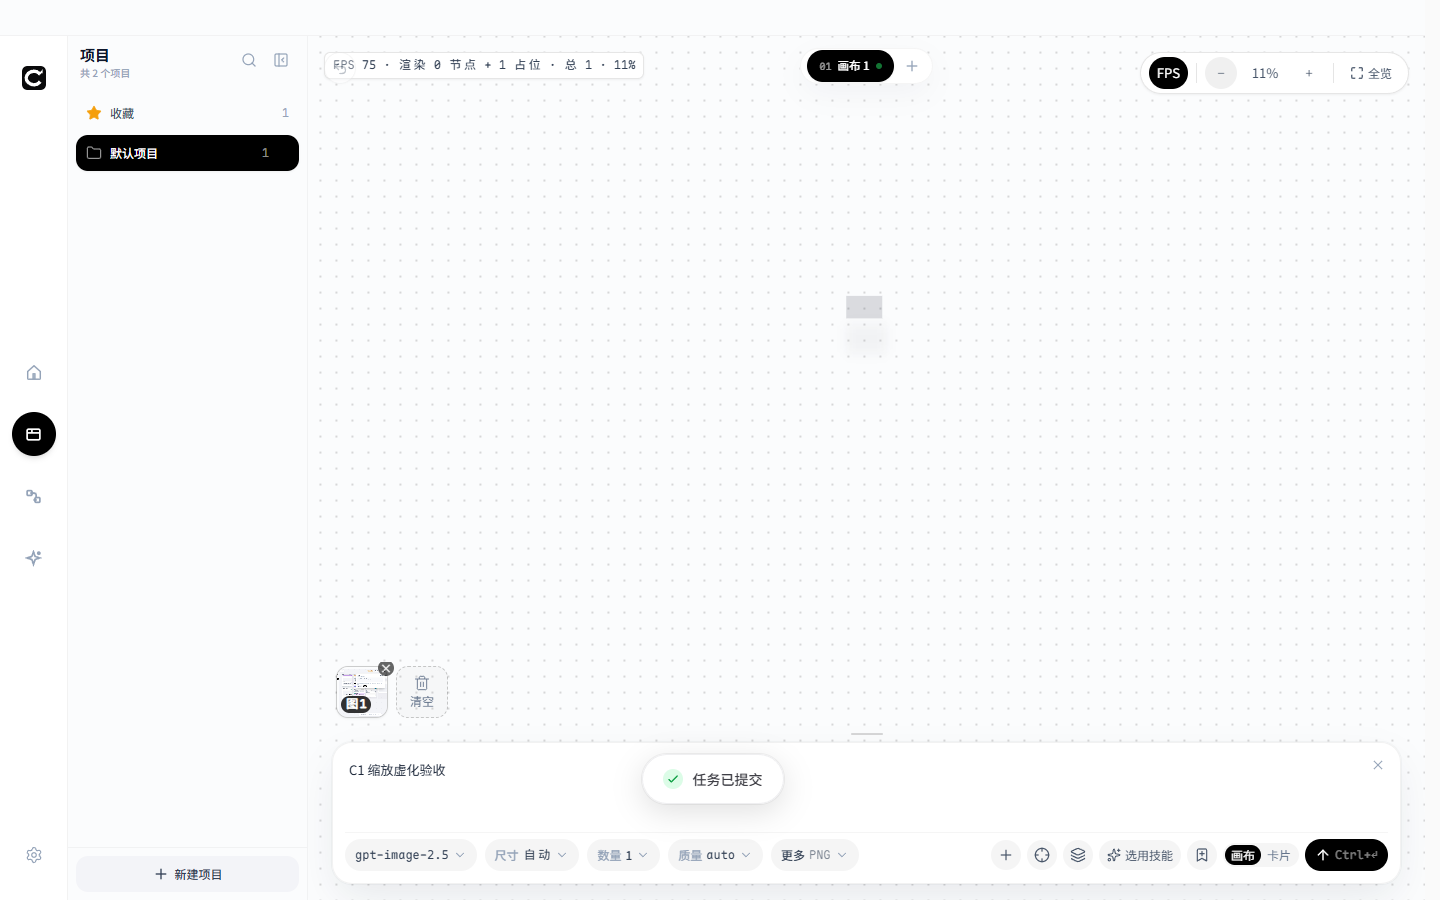 项目
共 2 个项目
收藏 1
默认项目 1
新建项目
FPS 75 · 渲染 0 节点 + 1 占位 · 总 1 · 11%
01 画布 1
FPS
− 11% +
全览
图1
清空
C1 缩放虚化验收
任务已提交
gpt-image-2.5
尺寸 自动
数量 1
质量 auto
更多 PNG
选用技能
画布 卡片
Ctrl+⏎